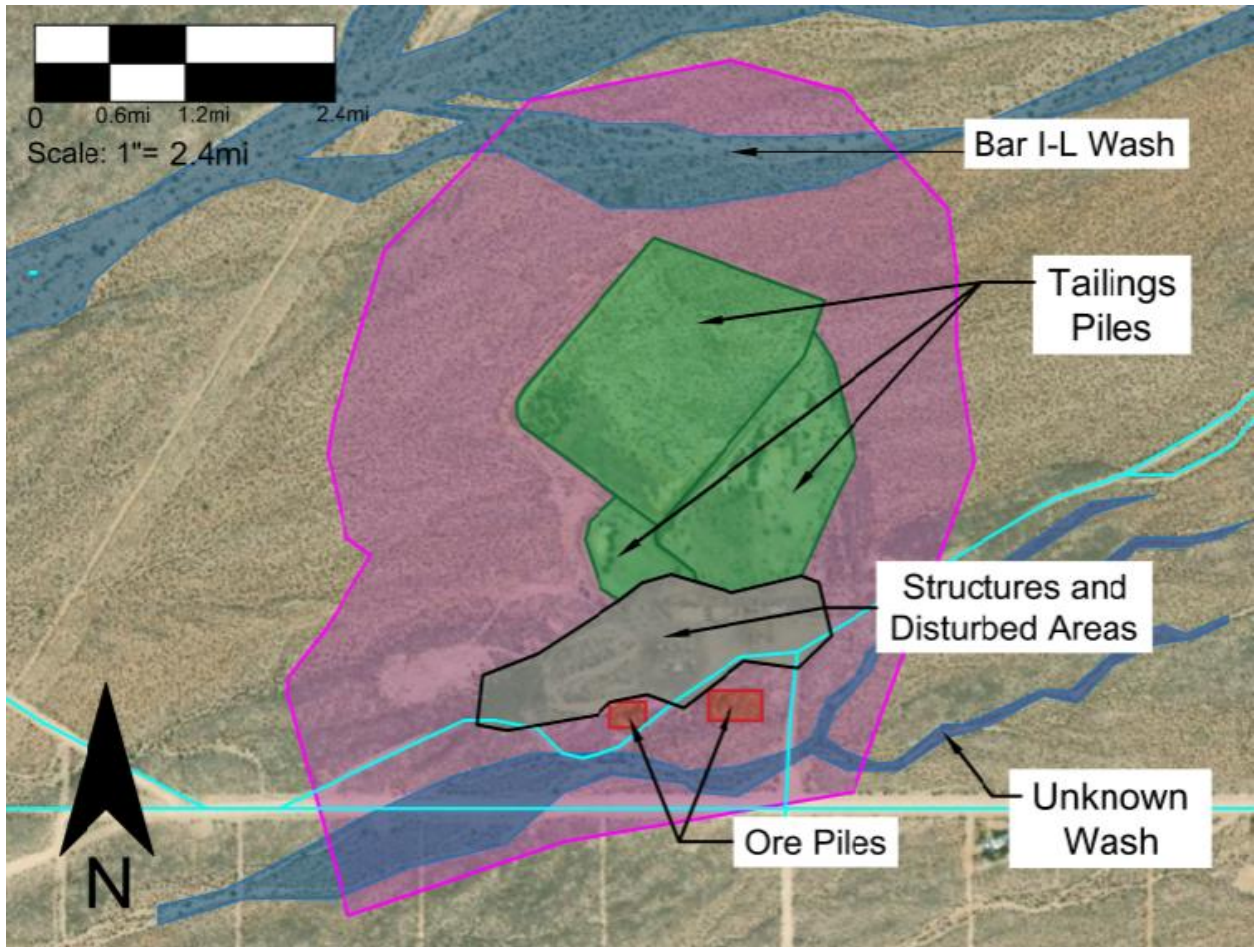 0 0.6mi 1.2mi 2.4mi
Scale: 1"= 2.4mi
Bar I-L Wash
Tailings
Piles
Structures and
Disturbed Areas
Unknown
Wash
Ore Piles
N